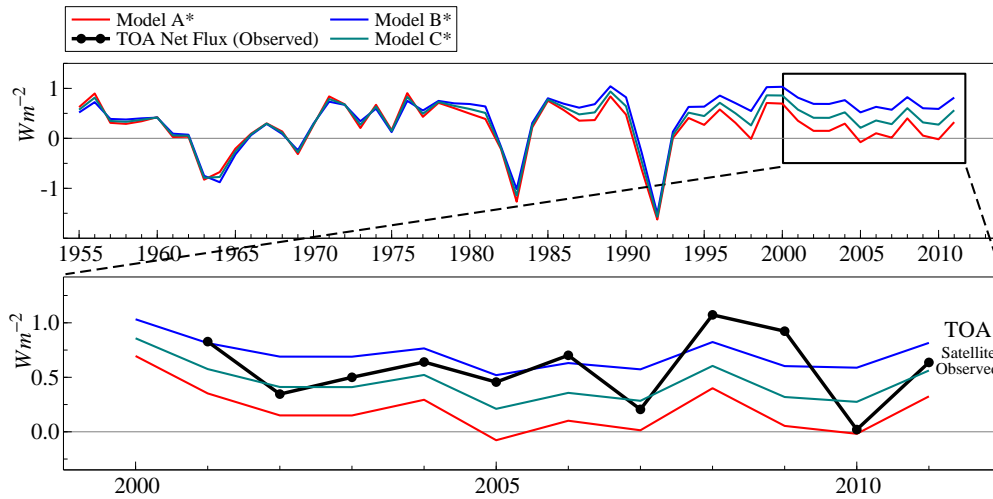 Model A*
Model B*
TOA Net Flux (Observed)
Model C*
Wm⁻²
1
0
-1
1955 1960 1965 1970 1975 1980 1985 1990 1995 2000 2005 2010
Wm⁻²
1.0
0.5
0.0
TOA
Satellite
Observed
2000 2005 2010